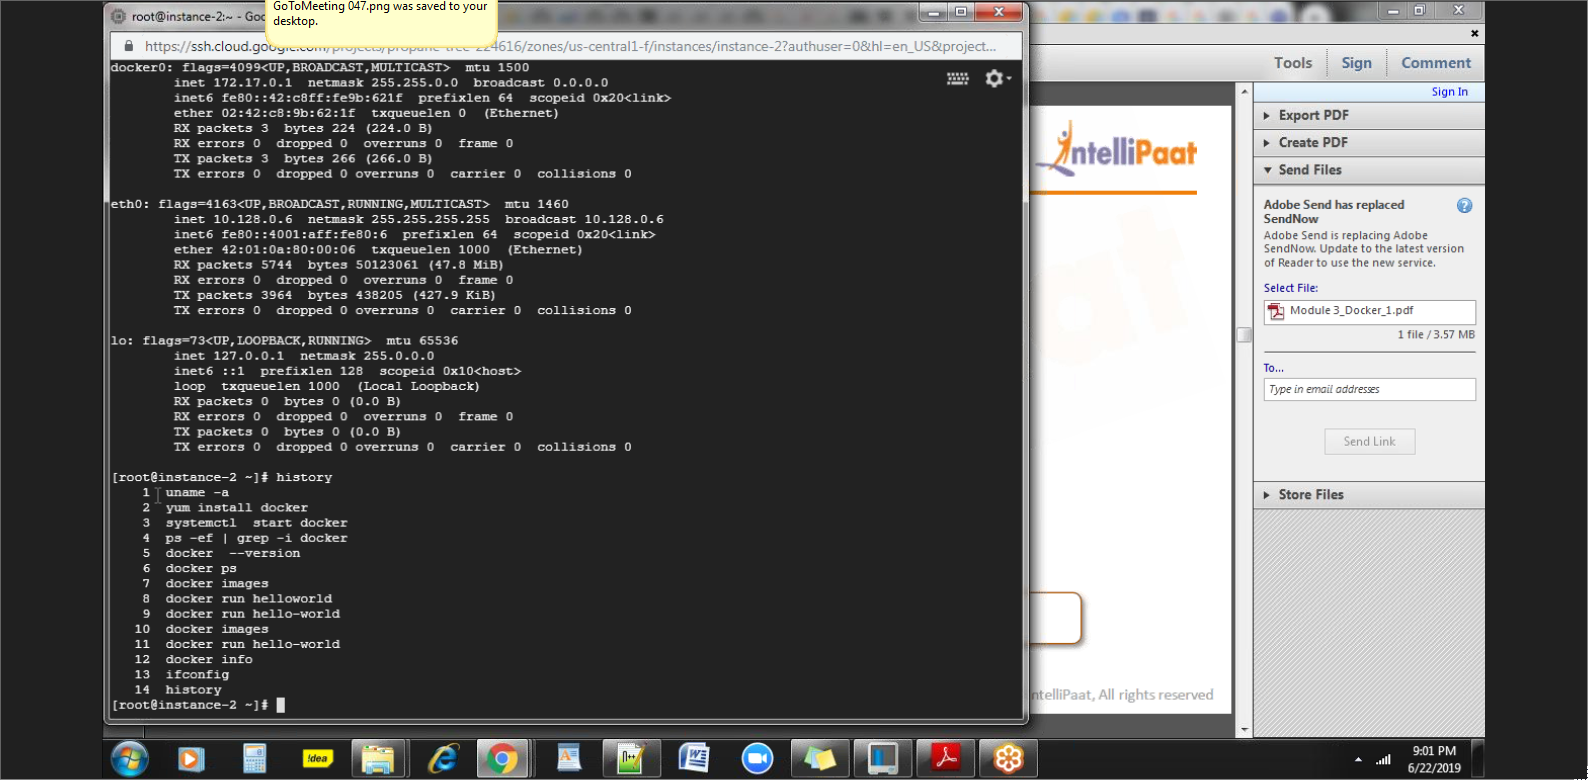 GoToMeeting 047.png was saved to your
desktop.
root@instance-2:~ - Goo
https://ssh.cloud.google.com/projects/propane-tree-224616/zones/us-central1-f/instances/instance-2?authuser=0&hl=en_US&project...
docker0: flags=4099<UP,BROADCAST,MULTICAST>  mtu 1500
inet 172.17.0.1  netmask 255.255.0.0  broadcast 0.0.0.0
inet6 fe80::42:c8ff:fe9b:621f  prefixlen 64  scopeid 0x20<link>
ether 02:42:c8:9b:62:1f  txqueuelen 0  (Ethernet)
RX packets 3  bytes 224 (224.0 B)
RX errors 0  dropped 0  overruns 0  frame 0
TX packets 3  bytes 266 (266.0 B)
TX errors 0  dropped 0 overruns 0  carrier 0  collisions 0
eth0: flags=4163<UP,BROADCAST,RUNNING,MULTICAST>  mtu 1460
inet 10.128.0.6  netmask 255.255.255.255  broadcast 10.128.0.6
inet6 fe80::4001:aff:fe80:6  prefixlen 64  scopeid 0x20<link>
ether 42:01:0a:80:00:06  txqueuelen 1000  (Ethernet)
RX packets 5744  bytes 50123061 (47.8 MiB)
RX errors 0  dropped 0  overruns 0  frame 0
TX packets 3964  bytes 438205 (427.9 KiB)
TX errors 0  dropped 0 overruns 0  carrier 0  collisions 0
lo: flags=73<UP,LOOPBACK,RUNNING>  mtu 65536
inet 127.0.0.1  netmask 255.0.0.0
inet6 ::1  prefixlen 128  scopeid 0x10<host>
loop  txqueuelen 1000  (Local Loopback)
RX packets 0  bytes 0 (0.0 B)
RX errors 0  dropped 0  overruns 0  frame 0
TX packets 0  bytes 0 (0.0 B)
TX errors 0  dropped 0 overruns 0  carrier 0  collisions 0
[root@instance-2 ~]# history
1  uname -a
2  yum install docker
3  systemctl  start docker
4  ps -ef | grep -i docker
5  docker  --version
6  docker ps
7  docker images
8  docker run helloworld
9  docker run hello-world
10  docker images
11  docker run hello-world
12  docker info
13  ifconfig
14  history
[root@instance-2 ~]#
IntelliPaat
ntelliPaat, All rights reserved
Tools Sign Comment
Sign In
Export PDF
Create PDF
Send Files
Adobe Send has replaced
SendNow
Adobe Send is replacing Adobe
SendNow. Update to the latest version
of Reader to use the new service.
Select File:
Module 3_Docker_1.pdf
1 file / 3.57 MB
To...
Type in email addresses
Send Link
Store Files
!dea
9:01 PM
6/22/2019